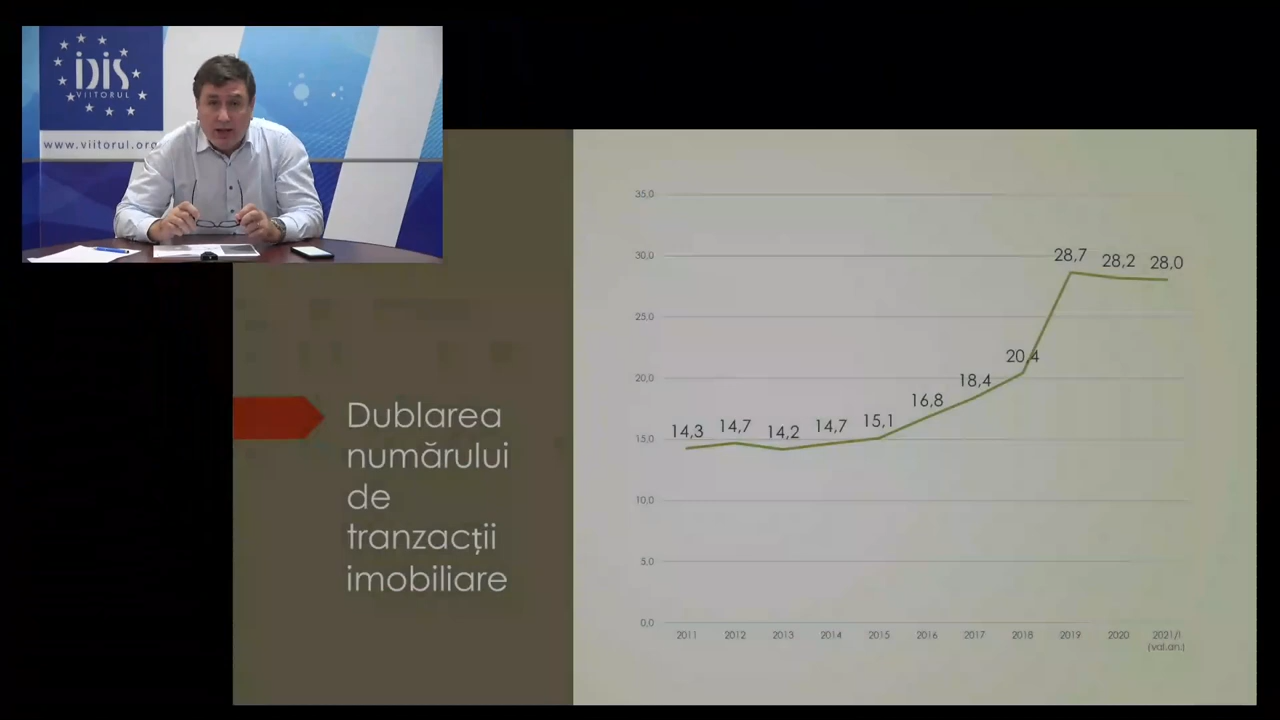 IDIS
VIITORUL
www.viitorul.org
Dublarea
numărului
de
tranzacții
imobiliare
35,0
30,0
25,0
20,0
15,0
10,0
5,0
0,0
14,3
14,7
14,2
14,7
15,1
16,8
18,4
20,4
28,7
28,2
28,0
2011
2012
2013
2014
2015
2016
2017
2018
2019
2020
2021/I
(val.an.)